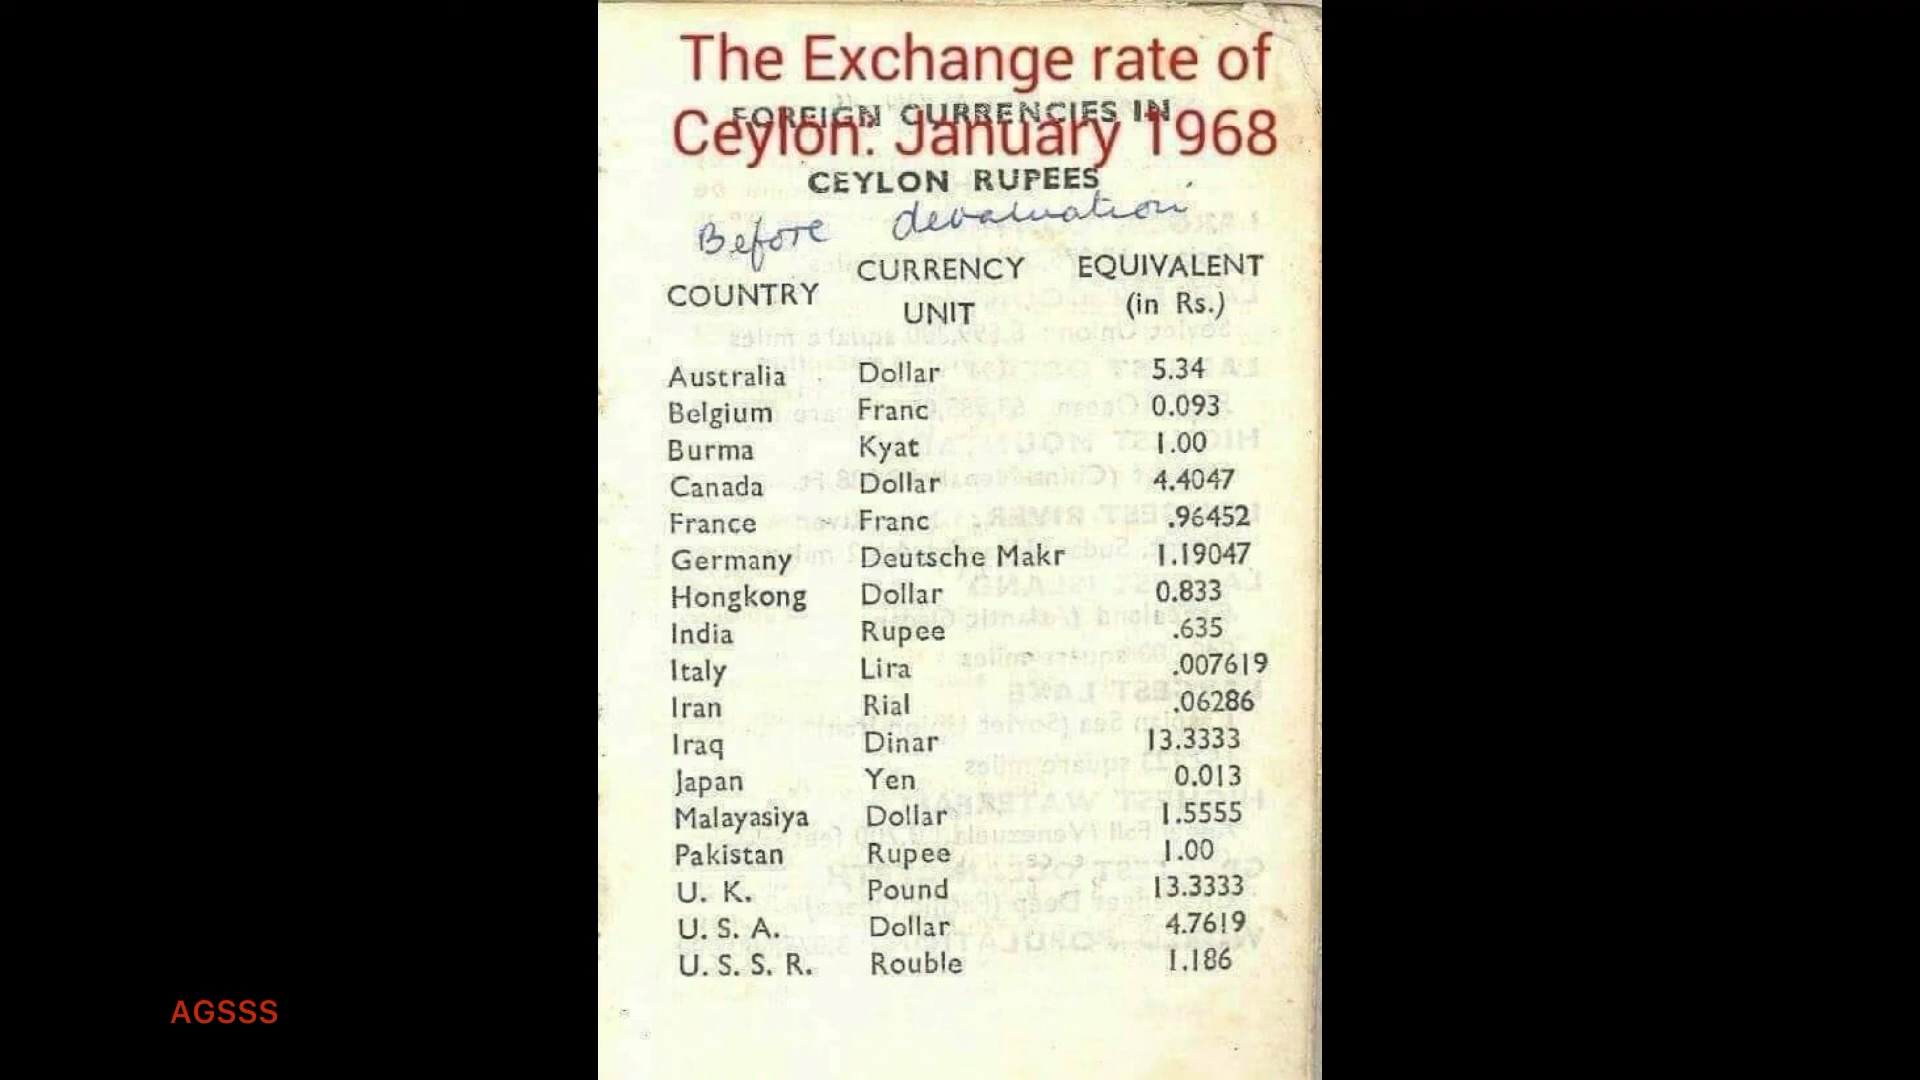 The Exchange rate of
FOREIGN CURRENCIES IN
Ceylon: January 1968
CEYLON RUPEES
Before devaluation
COUNTRY CURRENCY UNIT EQUIVALENT (in Rs.)
Australia Dollar 5.34
Belgium Franc 0.093
Burma Kyat 1.00
Canada Dollar 4.4047
France Franc .96452
Germany Deutsche Makr 1.19047
Hongkong Dollar 0.833
India Rupee .635
Italy Lira .007619
Iran Rial .06286
Iraq Dinar 13.3333
Japan Yen 0.013
Malayasiya Dollar 1.5555
Pakistan Rupee 1.00
U. K. Pound 13.3333
U. S. A. Dollar 4.7619
U. S. S. R. Rouble 1.186
AGSSS